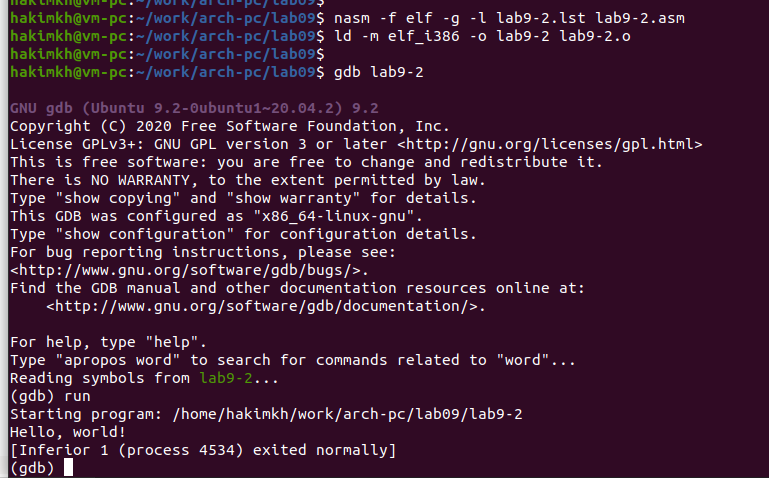 hakimkh@vm-pc:~/work/arch-pc/lab09$
hakimkh@vm-pc:~/work/arch-pc/lab09$ nasm -f elf -g -l lab9-2.lst lab9-2.asm
hakimkh@vm-pc:~/work/arch-pc/lab09$ ld -m elf_i386 -o lab9-2 lab9-2.o
hakimkh@vm-pc:~/work/arch-pc/lab09$
hakimkh@vm-pc:~/work/arch-pc/lab09$ gdb lab9-2
GNU gdb (Ubuntu 9.2-0ubuntu1~20.04.2) 9.2
Copyright (C) 2020 Free Software Foundation, Inc.
License GPLv3+: GNU GPL version 3 or later <http://gnu.org/licenses/gpl.html>
This is free software: you are free to change and redistribute it.
There is NO WARRANTY, to the extent permitted by law.
Type "show copying" and "show warranty" for details.
This GDB was configured as "x86_64-linux-gnu".
Type "show configuration" for configuration details.
For bug reporting instructions, please see:
<http://www.gnu.org/software/gdb/bugs/>.
Find the GDB manual and other documentation resources online at:
    <http://www.gnu.org/software/gdb/documentation/>.
For help, type "help".
Type "apropos word" to search for commands related to "word"...
Reading symbols from lab9-2...
(gdb) run
Starting program: /home/hakimkh/work/arch-pc/lab09/lab9-2
Hello, world!
[Inferior 1 (process 4534) exited normally]
(gdb)